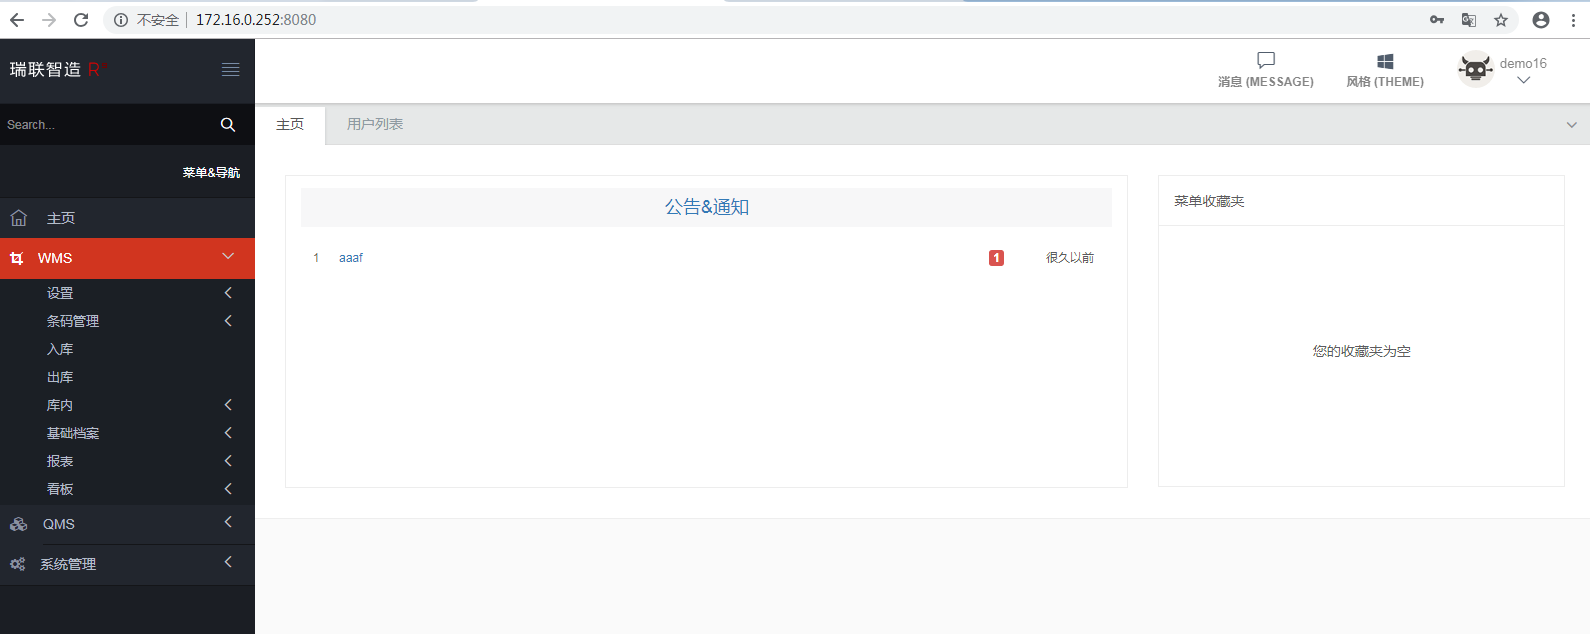 不安全 172.16.0.252:8080
瑞联智造 R
消息 (MESSAGE)
风格 (THEME)
demo16
Search...
菜单&导航
主页
WMS
设置
条码管理
入库
出库
库内
基础档案
报表
看板
QMS
系统管理
主页 用户列表
公告&通知
1 aaaf 1 很久以前
菜单收藏夹
您的收藏夹为空